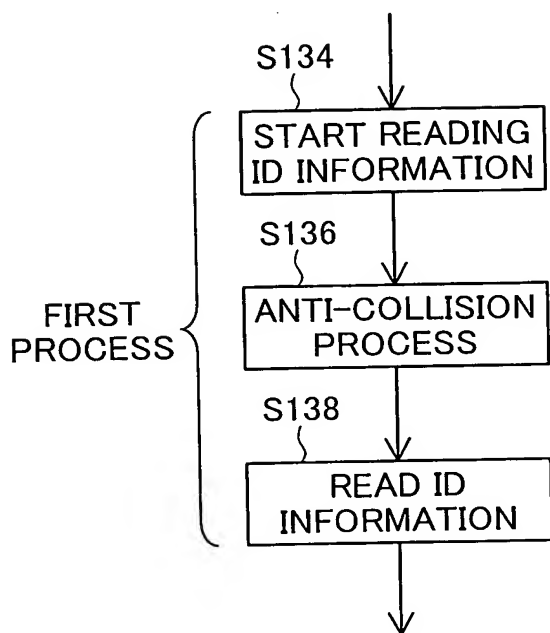 S134
START READING
ID INFORMATION
S136
ANTI-COLLISION
PROCESS
FIRST
PROCESS
S138
READ ID
INFORMATION